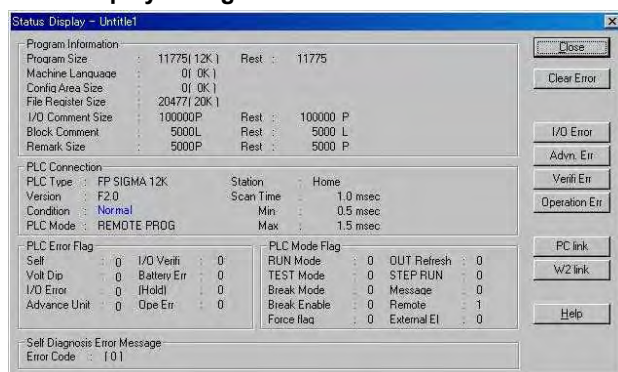 Status Display - Untitle1
Program Information
Program Size : 11775( 12K ) Rest : 11775
Machine Language : 0( 0K )
Config Area Size : 0( 0K )
File Register Size : 20477( 20K )
I/O Comment Size : 100000P Rest : 100000 P
Block Comment : 5000L Rest : 5000 L
Remark Size : 5000P Rest : 5000 P
PLC Connection
PLC Type : FP SIGMA 12K Station : Home
Version : F2.0 Scan Time : 1.0 msec
Condition : Normal Min : 0.5 msec
PLC Mode : REMOTE PROG Max : 1.5 msec
PLC Error Flag
Self : 0 I/O Verifi : 0
Volt Dip : 0 Battery Err : 0
I/O Error : 0 (Hold) : 0
Advance Unit : 0 Ope Err : 0
PLC Mode Flag
RUN Mode : 0 OUT Refresh : 0
TEST Mode : 0 STEP RUN : 0
Break Mode : 0 Message : 0
Break Enable : 0 Remote : 1
Force flag : 0 External EI : 0
Self Diagnosis Error Message
Error Code : [ 0 ]
Close
Clear Error
I/O Error
Advn. Err
Verifi Err
Operation Err
PC link
W2 link
Help